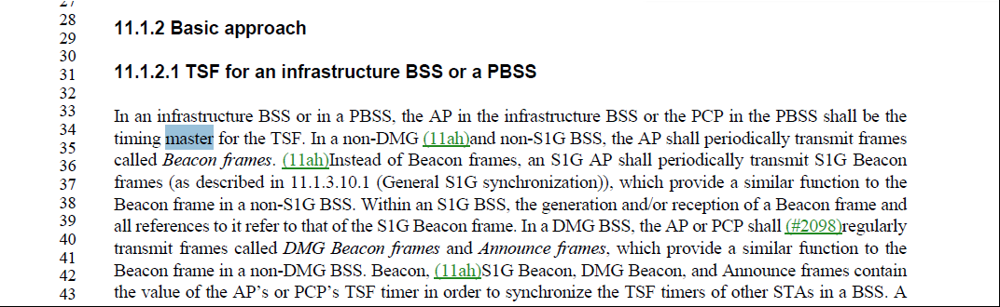 27
28
11.1.2 Basic approach
29
30
31
11.1.2.1 TSF for an infrastructure BSS or a PBSS
32
33
In an infrastructure BSS or in a PBSS, the AP in the infrastructure BSS or the PCP in the PBSS shall be the
34
timing master for the TSF. In a non-DMG (11ah)and non-S1G BSS, the AP shall periodically transmit frames
35
called Beacon frames. (11ah)Instead of Beacon frames, an S1G AP shall periodically transmit S1G Beacon
36
frames (as described in 11.1.3.10.1 (General S1G synchronization)), which provide a similar function to the
37
Beacon frame in a non-S1G BSS. Within an S1G BSS, the generation and/or reception of a Beacon frame and
38
all references to it refer to that of the S1G Beacon frame. In a DMG BSS, the AP or PCP shall (#2098)regularly
39
40
transmit frames called DMG Beacon frames and Announce frames, which provide a similar function to the
41
Beacon frame in a non-DMG BSS. Beacon, (11ah)S1G Beacon, DMG Beacon, and Announce frames contain
42
the value of the AP's or PCP's TSF timer in order to synchronize the TSF timers of other STAs in a BSS. A
43